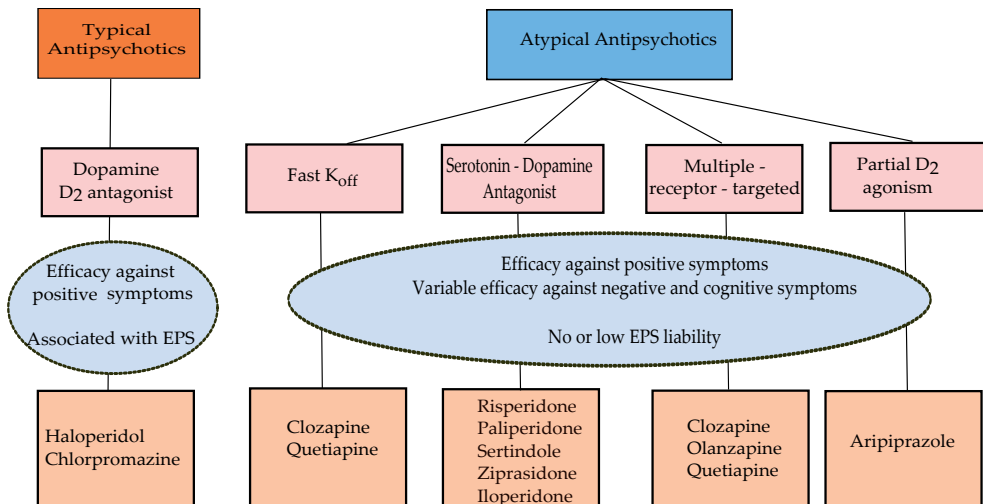 Typical
Antipsychotics
Atypical Antipsychotics
Dopamine
D2 antagonist
Fast Koff
Serotonin - Dopamine
Antagonist
Multiple -
receptor - targeted
Partial D2
agonism
Efficacy against
positive symptoms
Associated with EPS
Efficacy against positive symptoms
Variable efficacy against negative and cognitive symptoms
No or low EPS liability
Haloperidol
Chlorpromazine
Clozapine
Quetiapine
Risperidone
Paliperidone
Sertindole
Ziprasidone
Iloperidone
Clozapine
Olanzapine
Quetiapine
Aripiprazole